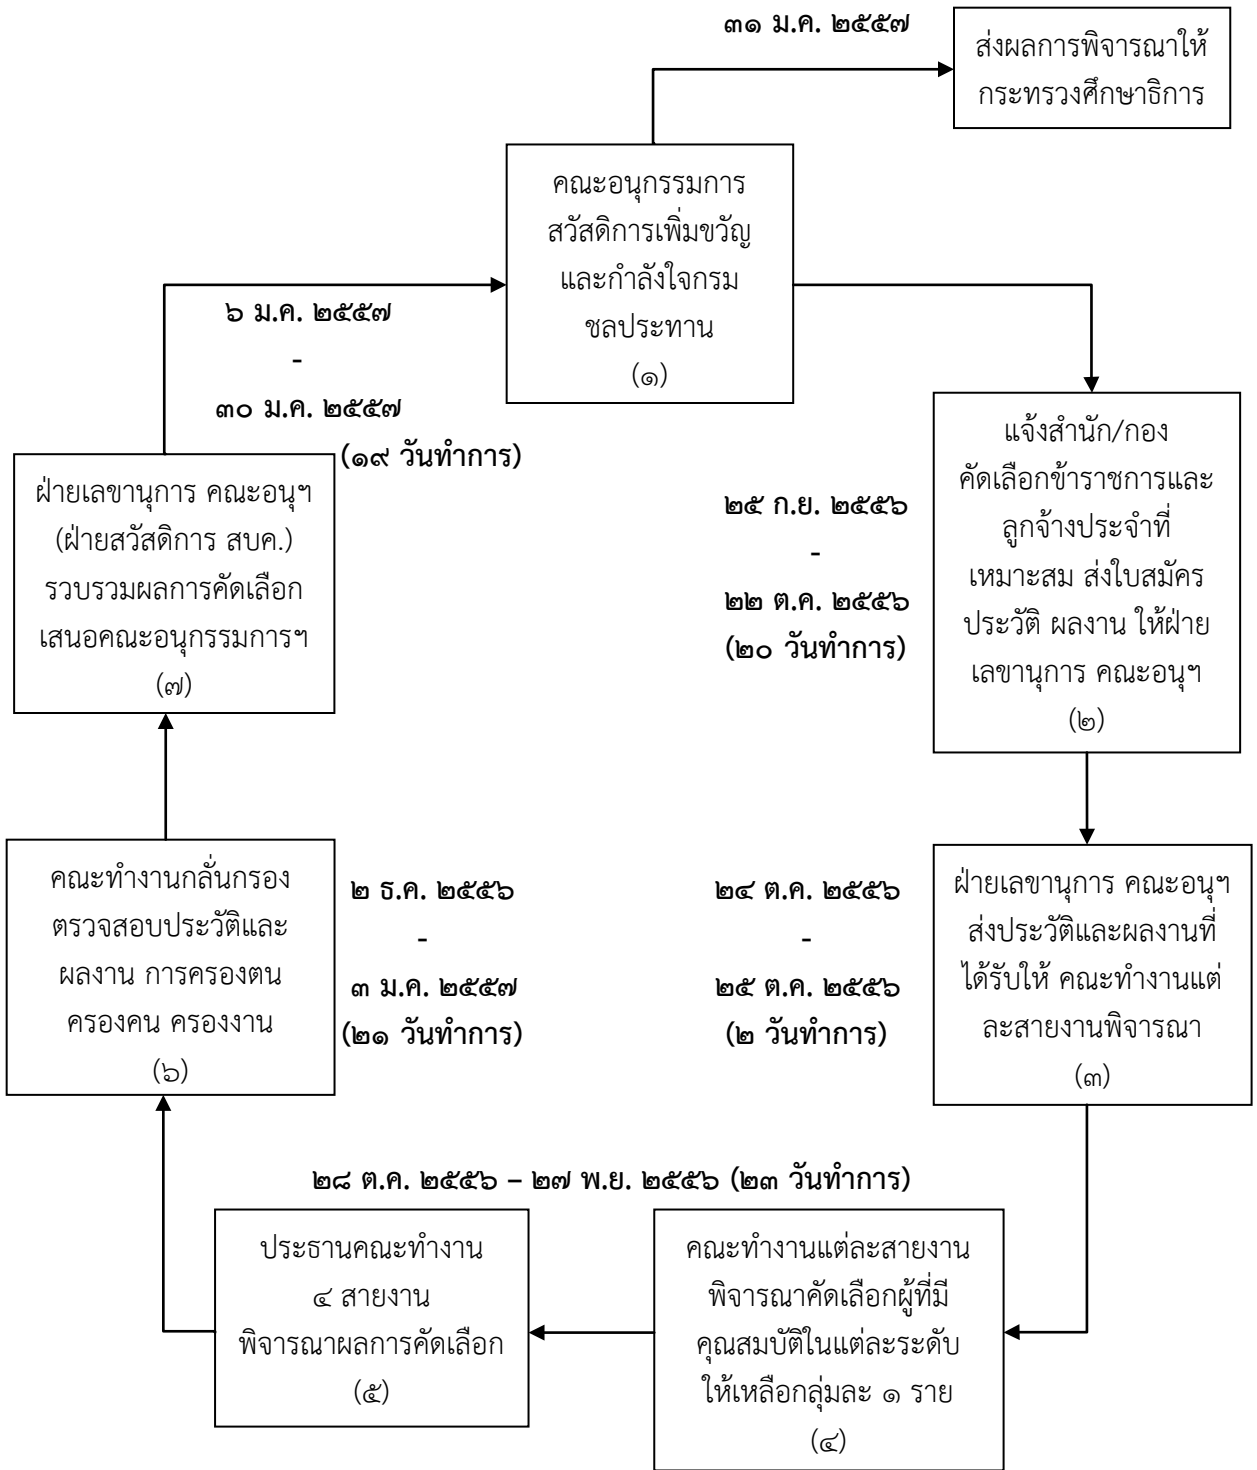 ๓๑ ม.ค. ๒๕๕๗
ส่งผลการพิจารณาให้
กระทรวงศึกษาธิการ
คณะอนุกรรมการ
สวัสดิการเพิ่มขวัญ
และกำลังใจกรม
ชลประทาน
(๑)
๖ ม.ค. ๒๕๕๗
-
๓๐ ม.ค. ๒๕๕๗
(๑๙ วันทำการ)
แจ้งสำนัก/กอง
คัดเลือกข้าราชการและ
ลูกจ้างประจำที่
เหมาะสม ส่งใบสมัคร
ประวัติ ผลงาน ให้ฝ่าย
เลขานุการ คณะอนุฯ
(๒)
๒๕ ก.ย. ๒๕๕๖
-
๒๒ ต.ค. ๒๕๕๖
(๒๐ วันทำการ)
ฝ่ายเลขานุการ คณะอนุฯ
(ฝ่ายสวัสดิการ สบค.)
รวบรวมผลการคัดเลือก
เสนอคณะอนุกรรมการฯ
(๗)
คณะทำงานกลั่นกรอง
ตรวจสอบประวัติและ
ผลงาน การครองตน
ครองคน ครองงาน
(๖)
๒ ธ.ค. ๒๕๕๖
-
๓ ม.ค. ๒๕๕๗
(๒๑ วันทำการ)
๒๔ ต.ค. ๒๕๕๖
-
๒๕ ต.ค. ๒๕๕๖
(๒ วันทำการ)
ฝ่ายเลขานุการ คณะอนุฯ
ส่งประวัติและผลงานที่
ได้รับให้ คณะทำงานแต่
ละสายงานพิจารณา
(๓)
๒๘ ต.ค. ๒๕๕๖ – ๒๗ พ.ย. ๒๕๕๖ (๒๓ วันทำการ)
ประธานคณะทำงาน
๔ สายงาน
พิจารณาผลการคัดเลือก
(๕)
คณะทำงานแต่ละสายงาน
พิจารณาคัดเลือกผู้ที่มี
คุณสมบัติในแต่ละระดับ
ให้เหลือกลุ่มละ ๑ ราย
(๔)